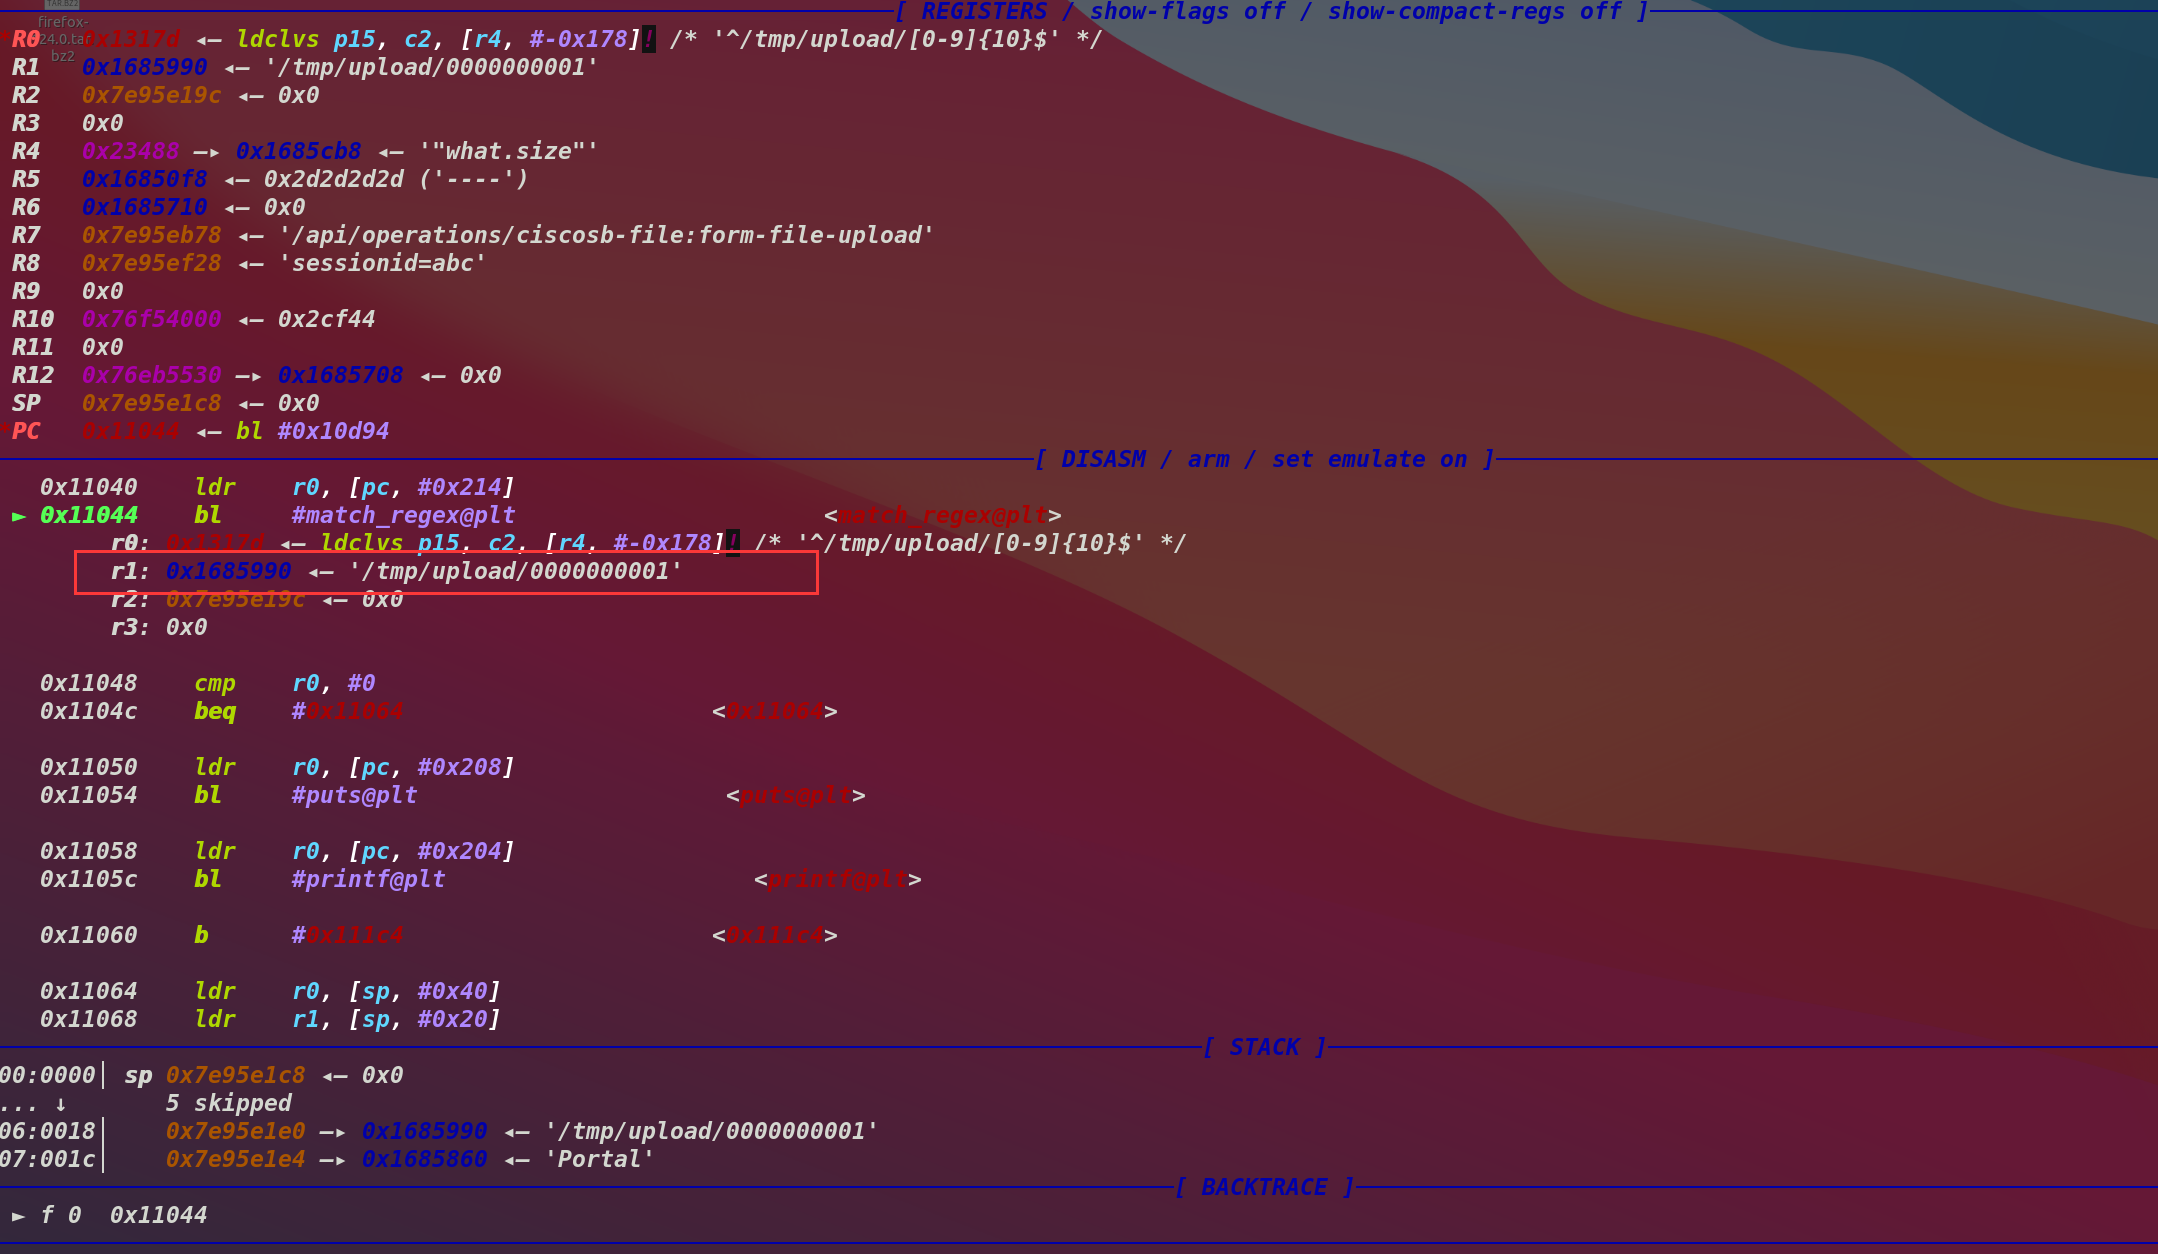 TAR.BZ2
firefox-
24.0.tar
bz2
[ REGISTERS / show-flags off / show-compact-regs off ]
*R0 0x1317d ◂— ldclvs p15, c2, [r4, #-0x178]! /* '^/tmp/upload/[0-9]{10}$' */
R1 0x1685990 ◂— '/tmp/upload/0000000001'
R2 0x7e95e19c ◂— 0x0
R3 0x0
R4 0x23488 —▸ 0x1685cb8 ◂— '"what.size"'
R5 0x16850f8 ◂— 0x2d2d2d2d ('----')
R6 0x1685710 ◂— 0x0
R7 0x7e95eb78 ◂— '/api/operations/ciscosb-file:form-file-upload'
R8 0x7e95ef28 ◂— 'sessionid=abc'
R9 0x0
R10 0x76f54000 ◂— 0x2cf44
R11 0x0
R12 0x76eb5530 —▸ 0x1685708 ◂— 0x0
SP 0x7e95e1c8 ◂— 0x0
*PC 0x11044 ◂— bl #0x10d94
[ DISASM / arm / set emulate on ]
0x11040 ldr r0, [pc, #0x214]
► 0x11044 bl #match_regex@plt <match_regex@plt>
r0: 0x1317d ◂— ldclvs p15, c2, [r4, #-0x178]! /* '^/tmp/upload/[0-9]{10}$' */
r1: 0x1685990 ◂— '/tmp/upload/0000000001'
r2: 0x7e95e19c ◂— 0x0
r3: 0x0
0x11048 cmp r0, #0
0x1104c beq #0x11064 <0x11064>
0x11050 ldr r0, [pc, #0x208]
0x11054 bl #puts@plt <puts@plt>
0x11058 ldr r0, [pc, #0x204]
0x1105c bl #printf@plt <printf@plt>
0x11060 b #0x111c4 <0x111c4>
0x11064 ldr r0, [sp, #0x40]
0x11068 ldr r1, [sp, #0x20]
[ STACK ]
00:0000│ sp 0x7e95e1c8 ◂— 0x0
... ↓ 5 skipped
06:0018│ 0x7e95e1e0 —▸ 0x1685990 ◂— '/tmp/upload/0000000001'
07:001c│ 0x7e95e1e4 —▸ 0x1685860 ◂— 'Portal'
[ BACKTRACE ]
► f 0 0x11044